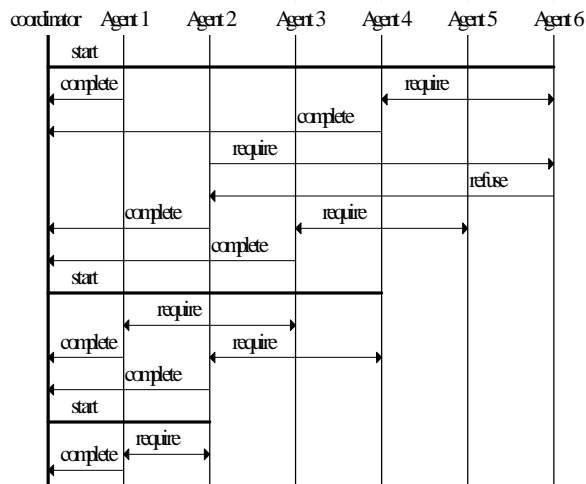 coordinator Agent 1 Agent 2 Agent 3 Agent 4 Agent 5 Agent 6
start
complete require
complete
require
refuse
complete require
complete
start
require
complete require
complete
start
require
complete